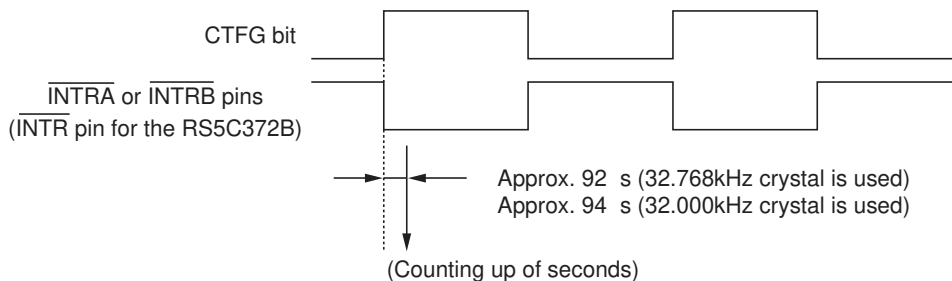 CTFG bit
INTRA or INTRB pins
(INTR pin for the RS5C372B)
Approx. 92 s (32.768kHz crystal is used)
Approx. 94 s (32.000kHz crystal is used)
(Counting up of seconds)